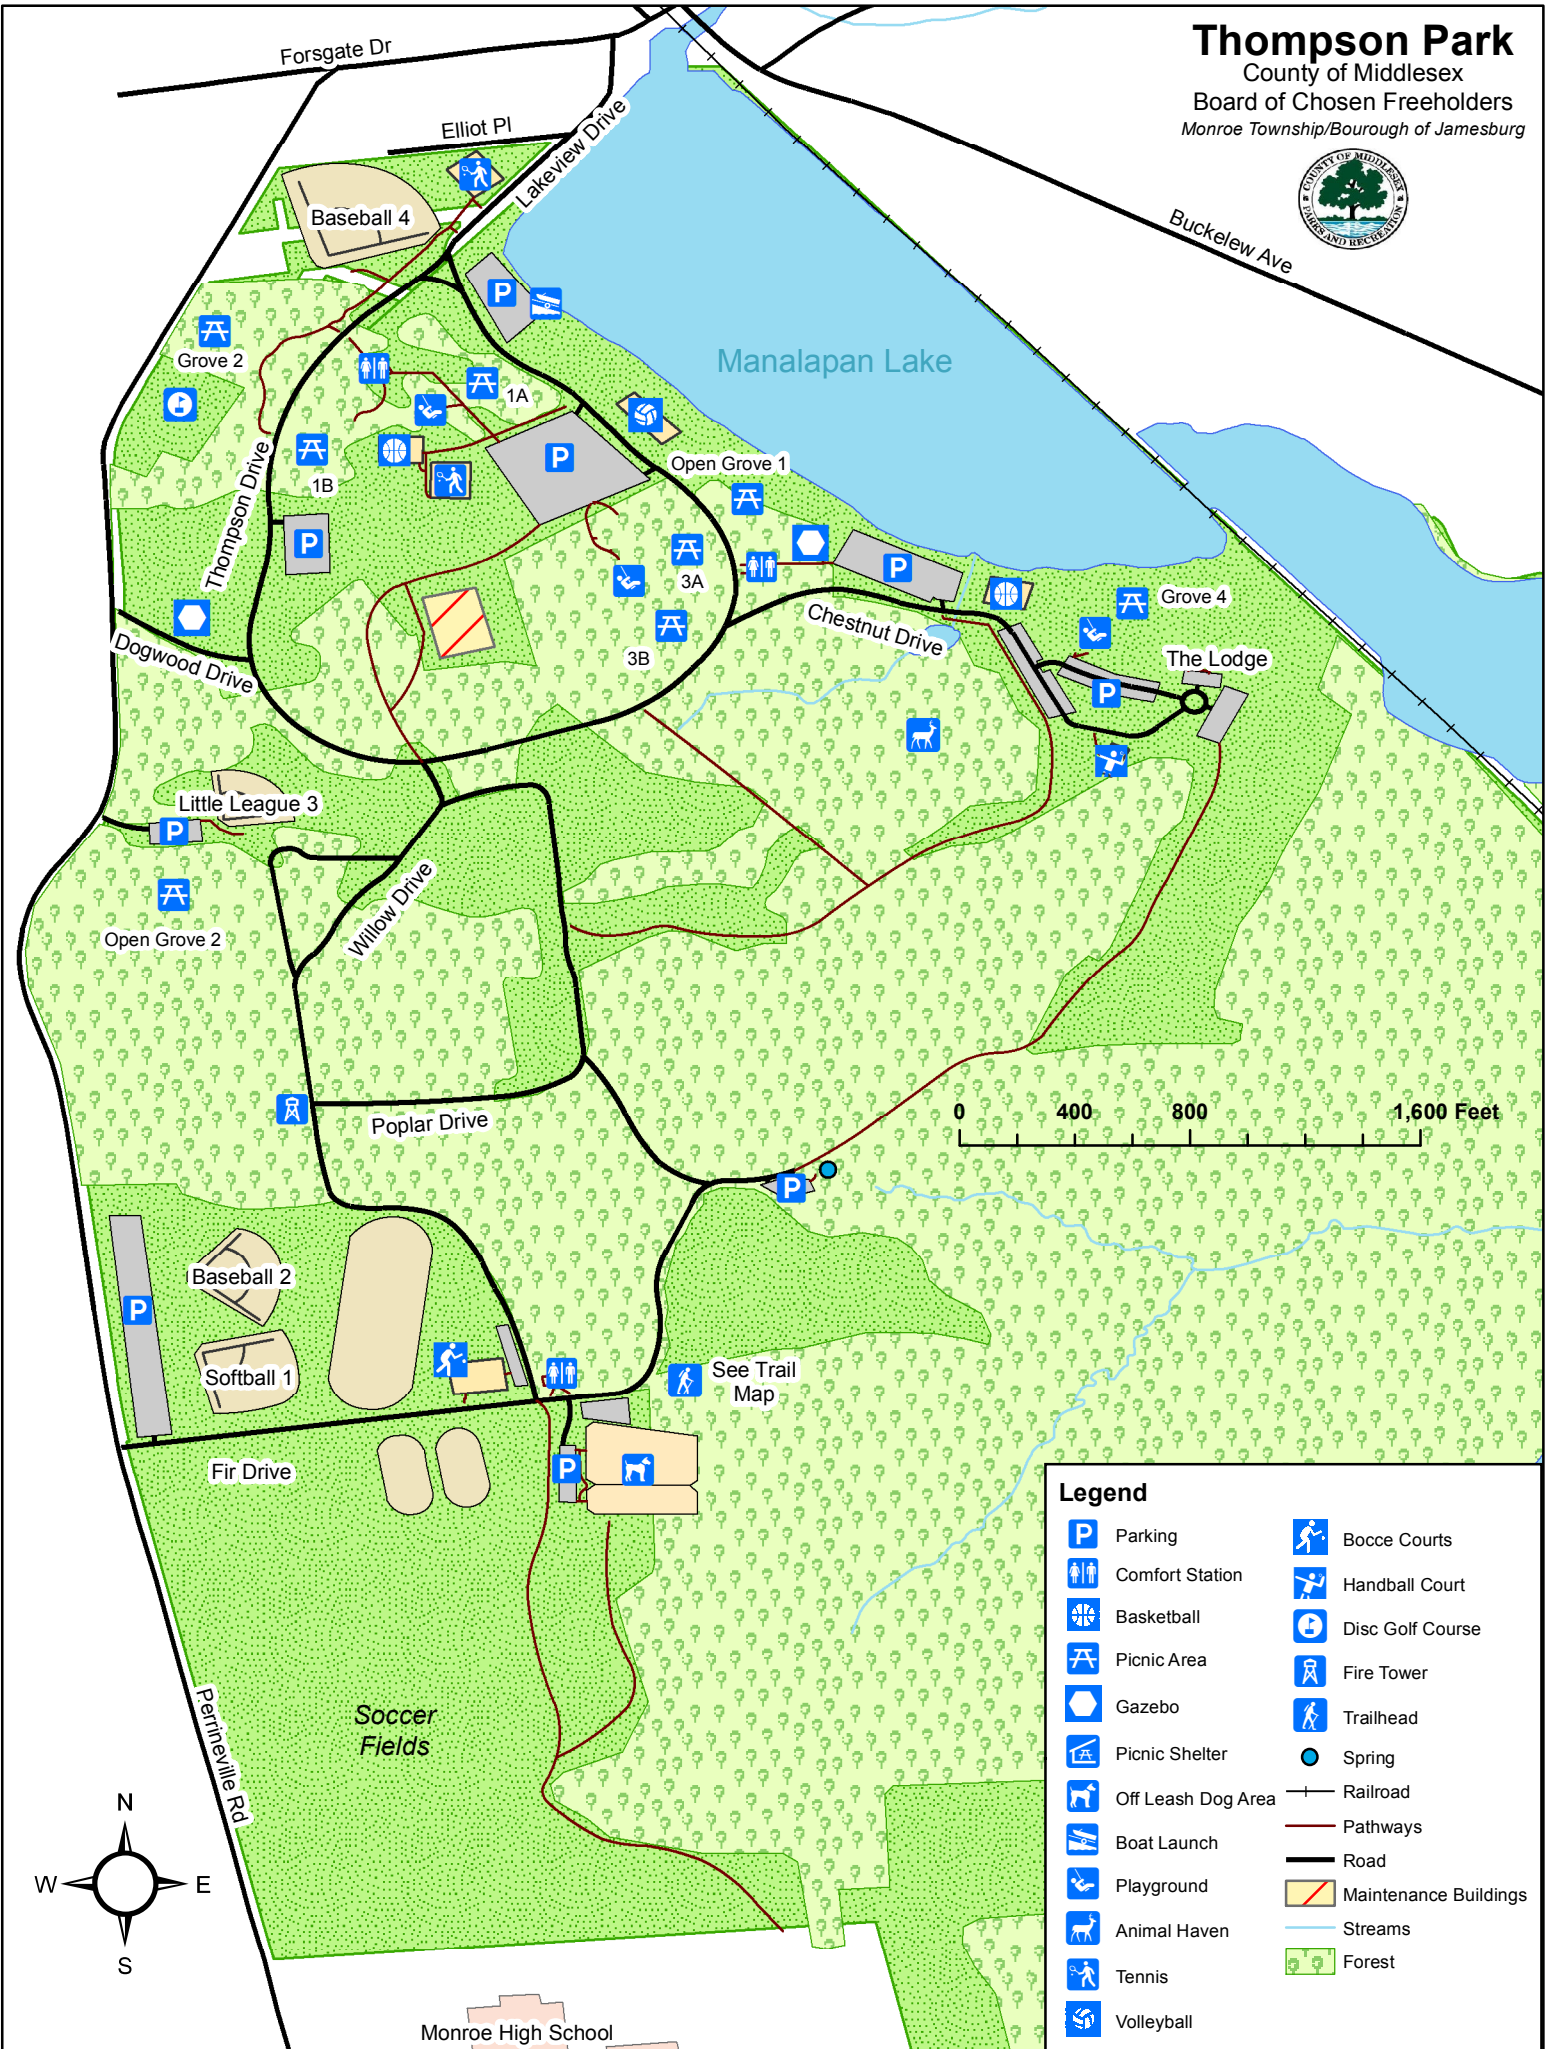 Thompson Park
County of Middlesex
Board of Chosen Freeholders
Monroe Township/Bourough of Jamesburg
COUNTY OF MIDDLESEX
PARKS AND RECREATION
Forsgate Dr
Elliot Pl
Lakeview Drive
Buckelew Ave
Baseball 4
P
Manalapan Lake
Grove 2
1A
P
Open Grove 1
Thompson Drive
1B
P
3A
P
3B
Chestnut Drive
Grove 4
The Lodge
P
Dogwood Drive
Little League 3
P
Willow Drive
Open Grove 2
0 400 800 1,600 Feet
Poplar Drive
P
Baseball 2
P
Softball 1
See Trail
Map
Fir Drive
P
Soccer
Fields
Perrineville Rd
N
W E
S
Monroe High School
Legend
P Parking
Comfort Station
Basketball
Picnic Area
Gazebo
Picnic Shelter
Off Leash Dog Area
Boat Launch
Playground
Animal Haven
Tennis
Volleyball
Bocce Courts
Handball Court
Disc Golf Course
Fire Tower
Trailhead
Spring
Railroad
Pathways
Road
Maintenance Buildings
Streams
Forest